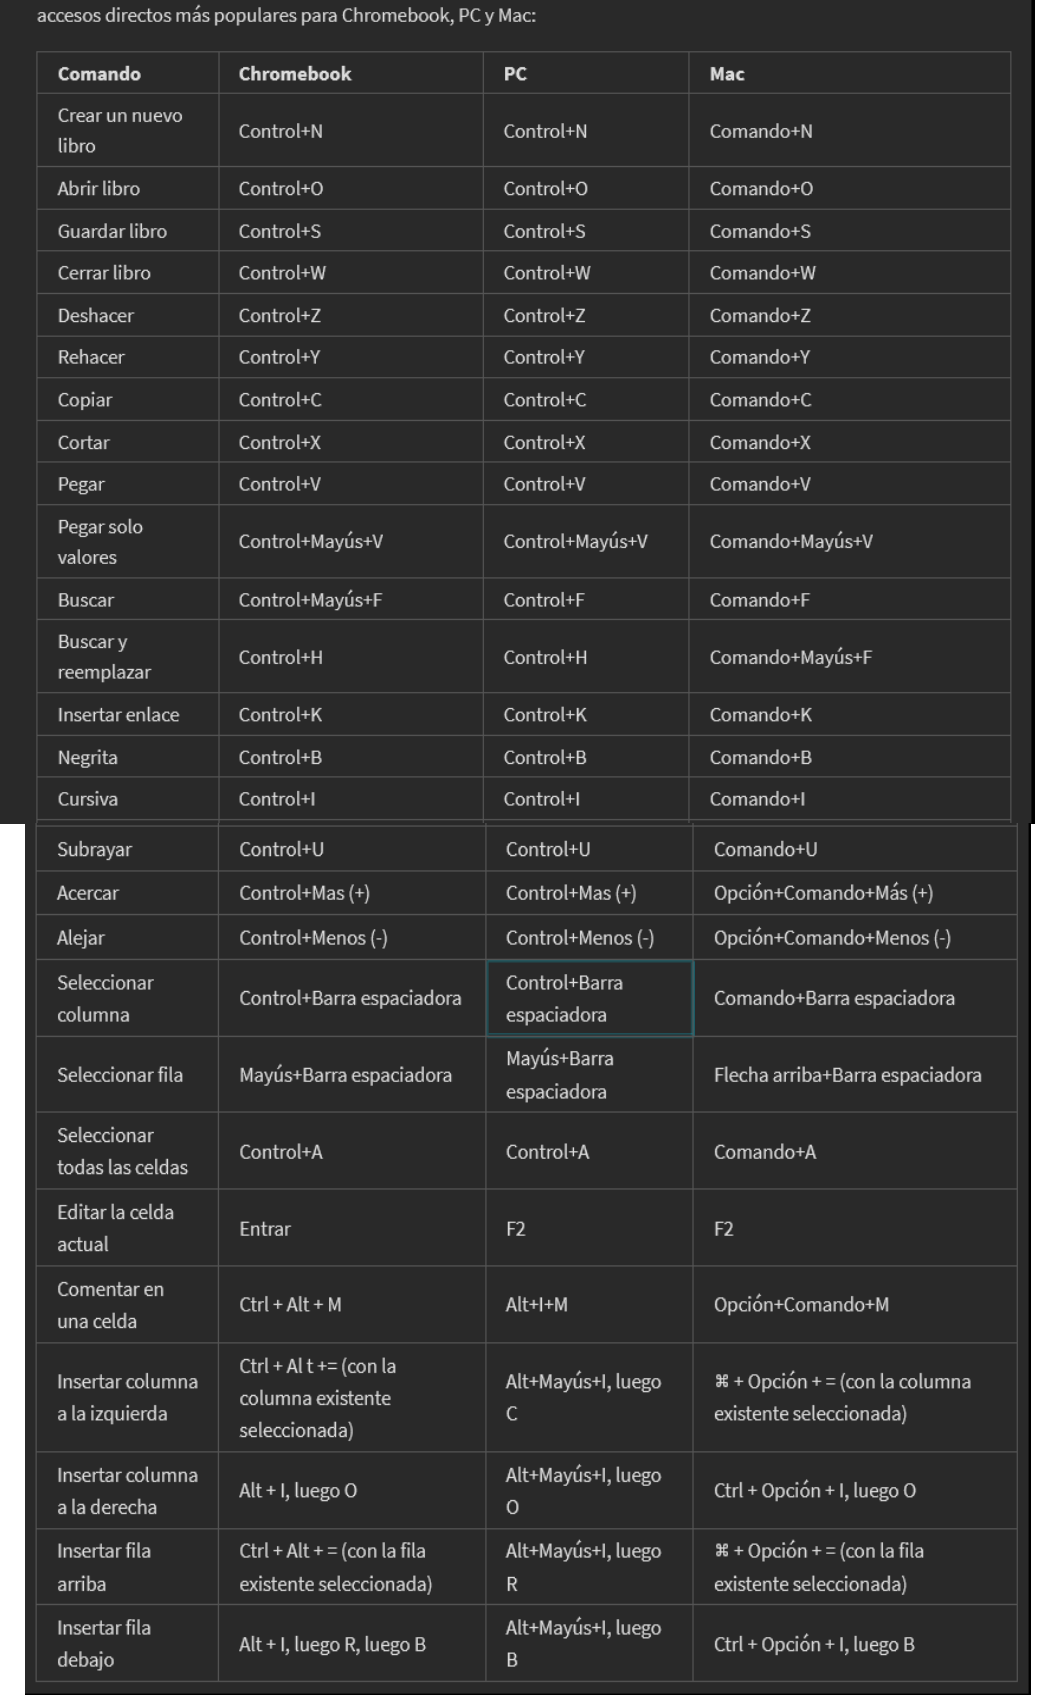 accesos directos más populares para Chromebook, PC y Mac:
Comando Chromebook PC Mac
Crear un nuevo
libro
Control+N Control+N Comando+N
Abrir libro Control+O Control+O Comando+O
Guardar libro Control+S Control+S Comando+S
Cerrar libro Control+W Control+W Comando+W
Deshacer Control+Z Control+Z Comando+Z
Rehacer Control+Y Control+Y Comando+Y
Copiar Control+C Control+C Comando+C
Cortar Control+X Control+X Comando+X
Pegar Control+V Control+V Comando+V
Pegar solo
valores
Control+Mayús+V Control+Mayús+V Comando+Mayús+V
Buscar Control+Mayús+F Control+F Comando+F
Buscar y
reemplazar
Control+H Control+H Comando+Mayús+F
Insertar enlace Control+K Control+K Comando+K
Negrita Control+B Control+B Comando+B
Cursiva Control+I Control+I Comando+I
Subrayar Control+U Control+U Comando+U
Acercar Control+Mas (+) Control+Mas (+) Opción+Comando+Más (+)
Alejar Control+Menos (-) Control+Menos (-) Opción+Comando+Menos (-)
Seleccionar
columna
Control+Barra espaciadora
Control+Barra
espaciadora
Comando+Barra espaciadora
Seleccionar fila
Mayús+Barra espaciadora
Mayús+Barra
espaciadora
Flecha arriba+Barra espaciadora
Seleccionar
todas las celdas
Control+A Control+A Comando+A
Editar la celda
actual
Entrar F2 F2
Comentar en
una celda
Ctrl + Alt + M Alt+I+M Opción+Comando+M
Insertar columna
a la izquierda
Ctrl + Al t += (con la
columna existente
seleccionada)
Alt+Mayús+I, luego
C
⌘ + Opción + = (con la columna
existente seleccionada)
Insertar columna
a la derecha
Alt + I, luego O
Alt+Mayús+I, luego
O
Ctrl + Opción + I, luego O
Insertar fila
arriba
Ctrl + Alt + = (con la fila
existente seleccionada)
Alt+Mayús+I, luego
R
⌘ + Opción + = (con la fila
existente seleccionada)
Insertar fila
debajo
Alt + I, luego R, luego B
Alt+Mayús+I, luego
B
Ctrl + Opción + I, luego B